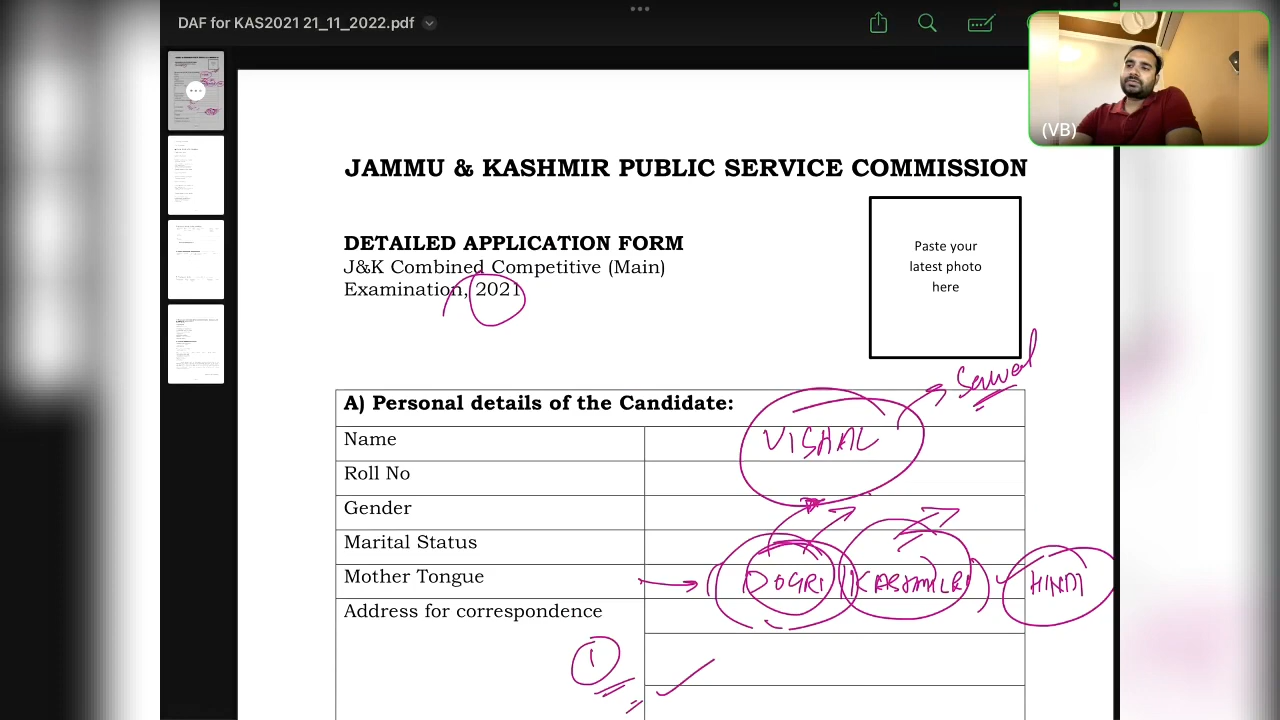 DAF for KAS2021 21_11_2022.pdf
(VB)
KASHMIR PUBLIC SERVICE COMMISSION
DETAILED APPLICATION FORM
J&K Combined Competitive (Main)
Examination, 2021
Paste your
latest photo
here
A) Personal details of the Candidate:
Name VISHAL
Roll No
Gender
Marital Status
Mother Tongue DOGRI KASHMIRI HINDI
Address for correspondence
1